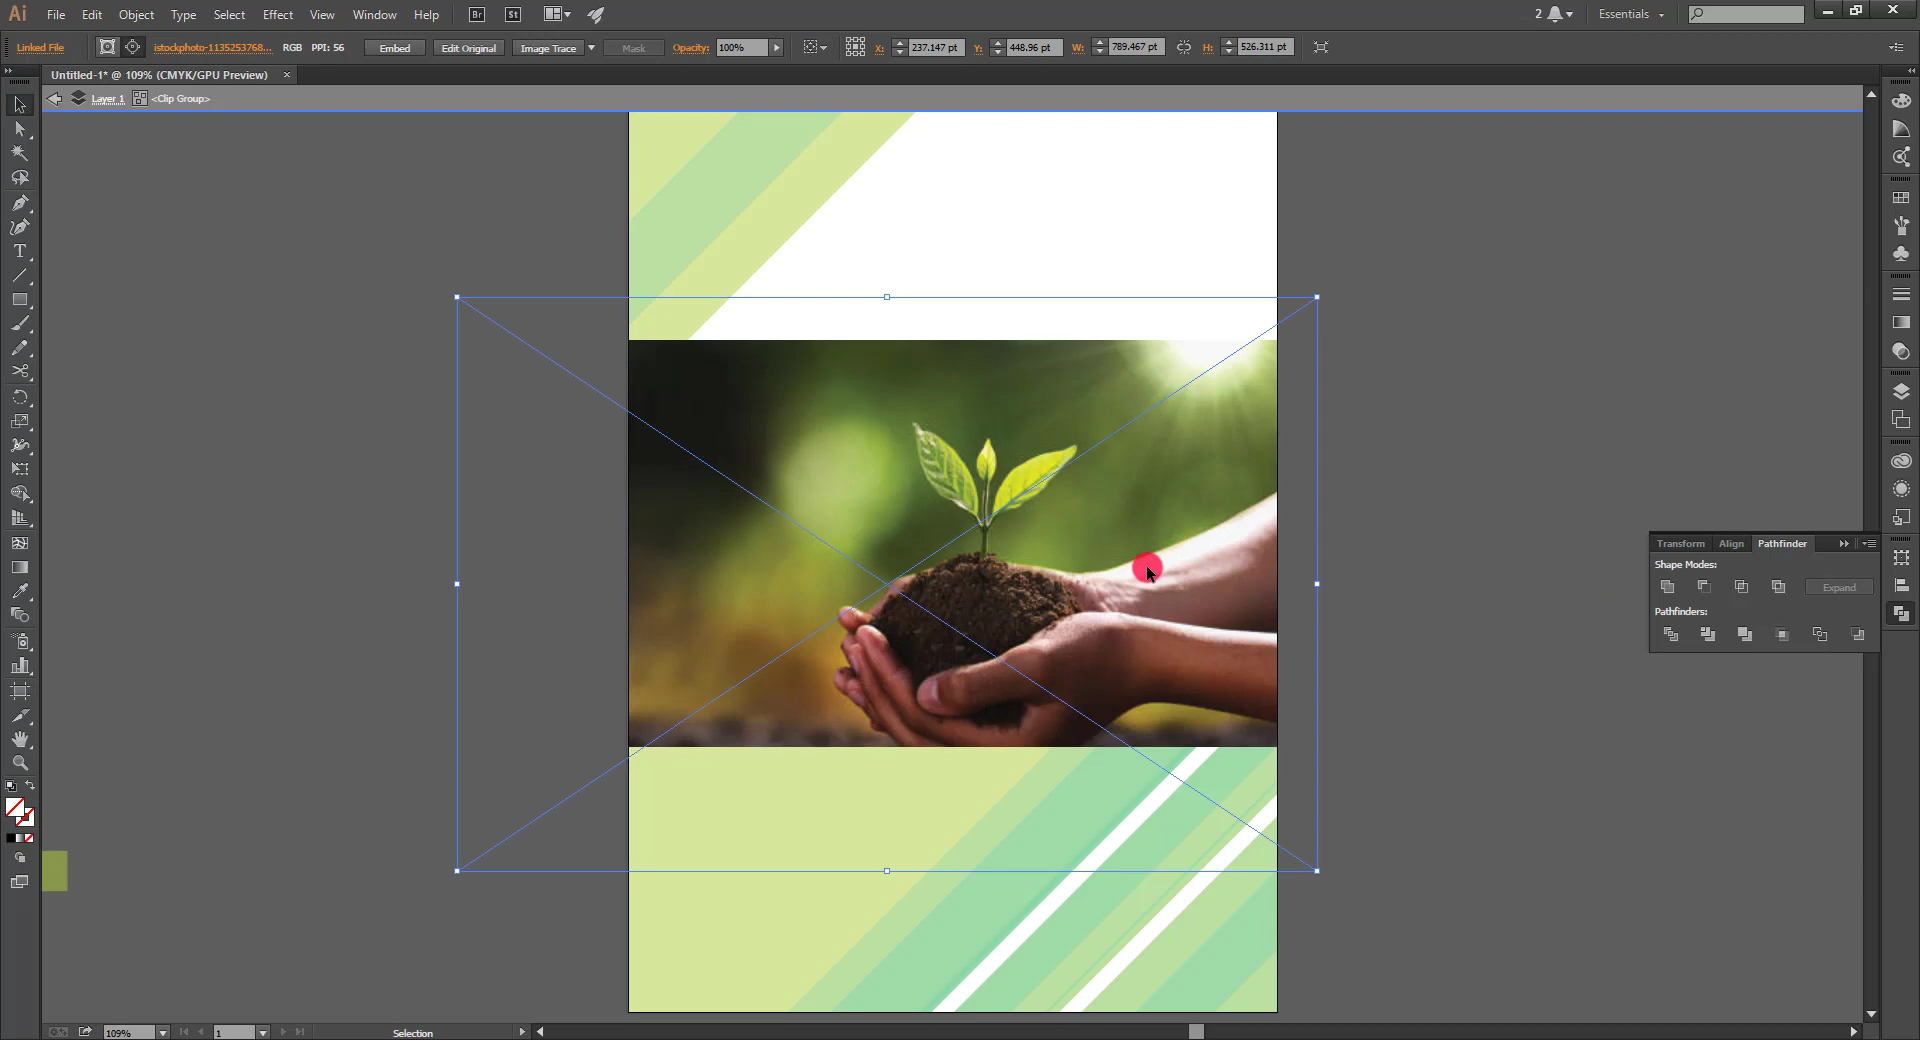 Ai File Edit Object Type Select Effect View Window Help Br St 2 Essentials
Linked File istockphoto-1135253768... RGB PPI: 56 Embed Edit Original Image Trace Mask Opacity: 100% X: 237.147 pt Y: 448.96 pt W: 789.467 pt H: 526.311 pt
Untitled-1* @ 109% (CMYK/GPU Preview) ×
Layer 1 <Clip Group>
Transform Align Pathfinder
Shape Modes:
Expand
Pathfinders:
109% 1 Selection